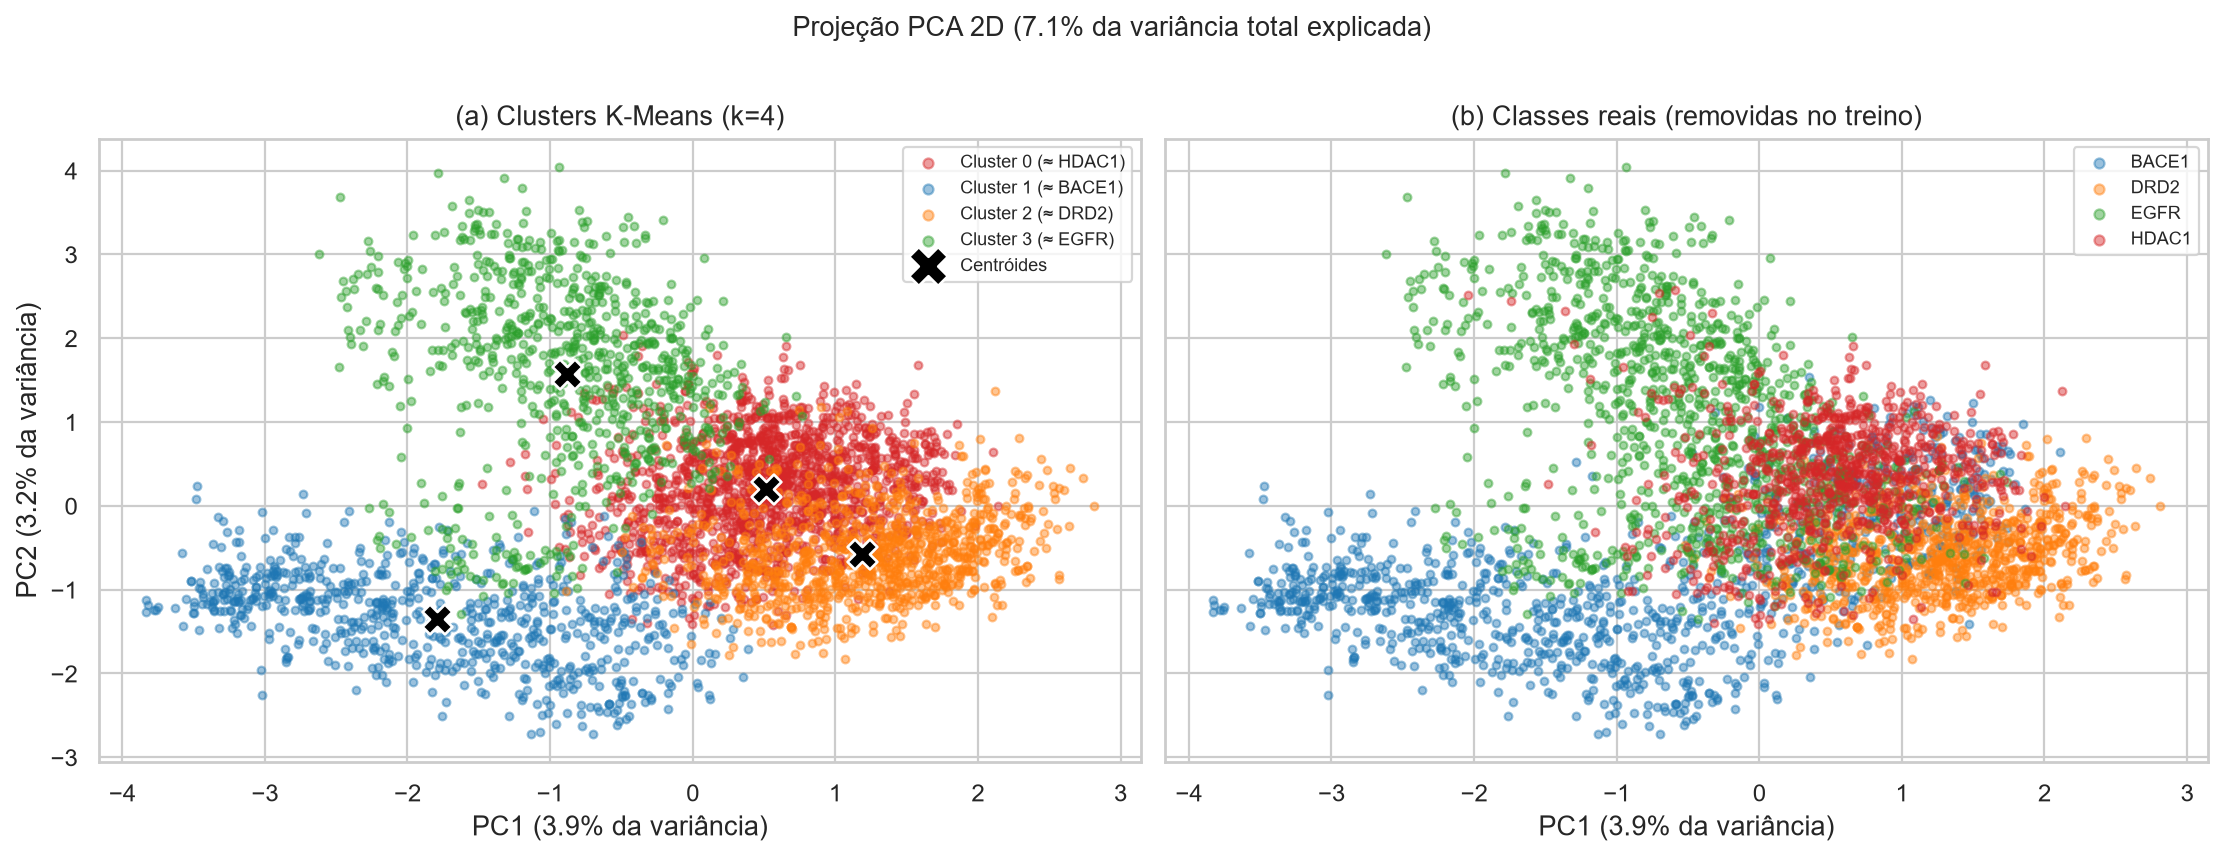 Projeção PCA 2D (7.1% da variância total explicada)
(a) Clusters K-Means (k=4)
Cluster 0 (≈ HDAC1)
Cluster 1 (≈ BACE1)
Cluster 2 (≈ DRD2)
Cluster 3 (≈ EGFR)
Centróides
4
3
2
1
0
−1
−2
−3
PC2 (3.2% da variância)
−4 −3 −2 −1 0 1 2 3
PC1 (3.9% da variância)
(b) Classes reais (removidas no treino)
BACE1
DRD2
EGFR
HDAC1
−4 −3 −2 −1 0 1 2 3
PC1 (3.9% da variância)